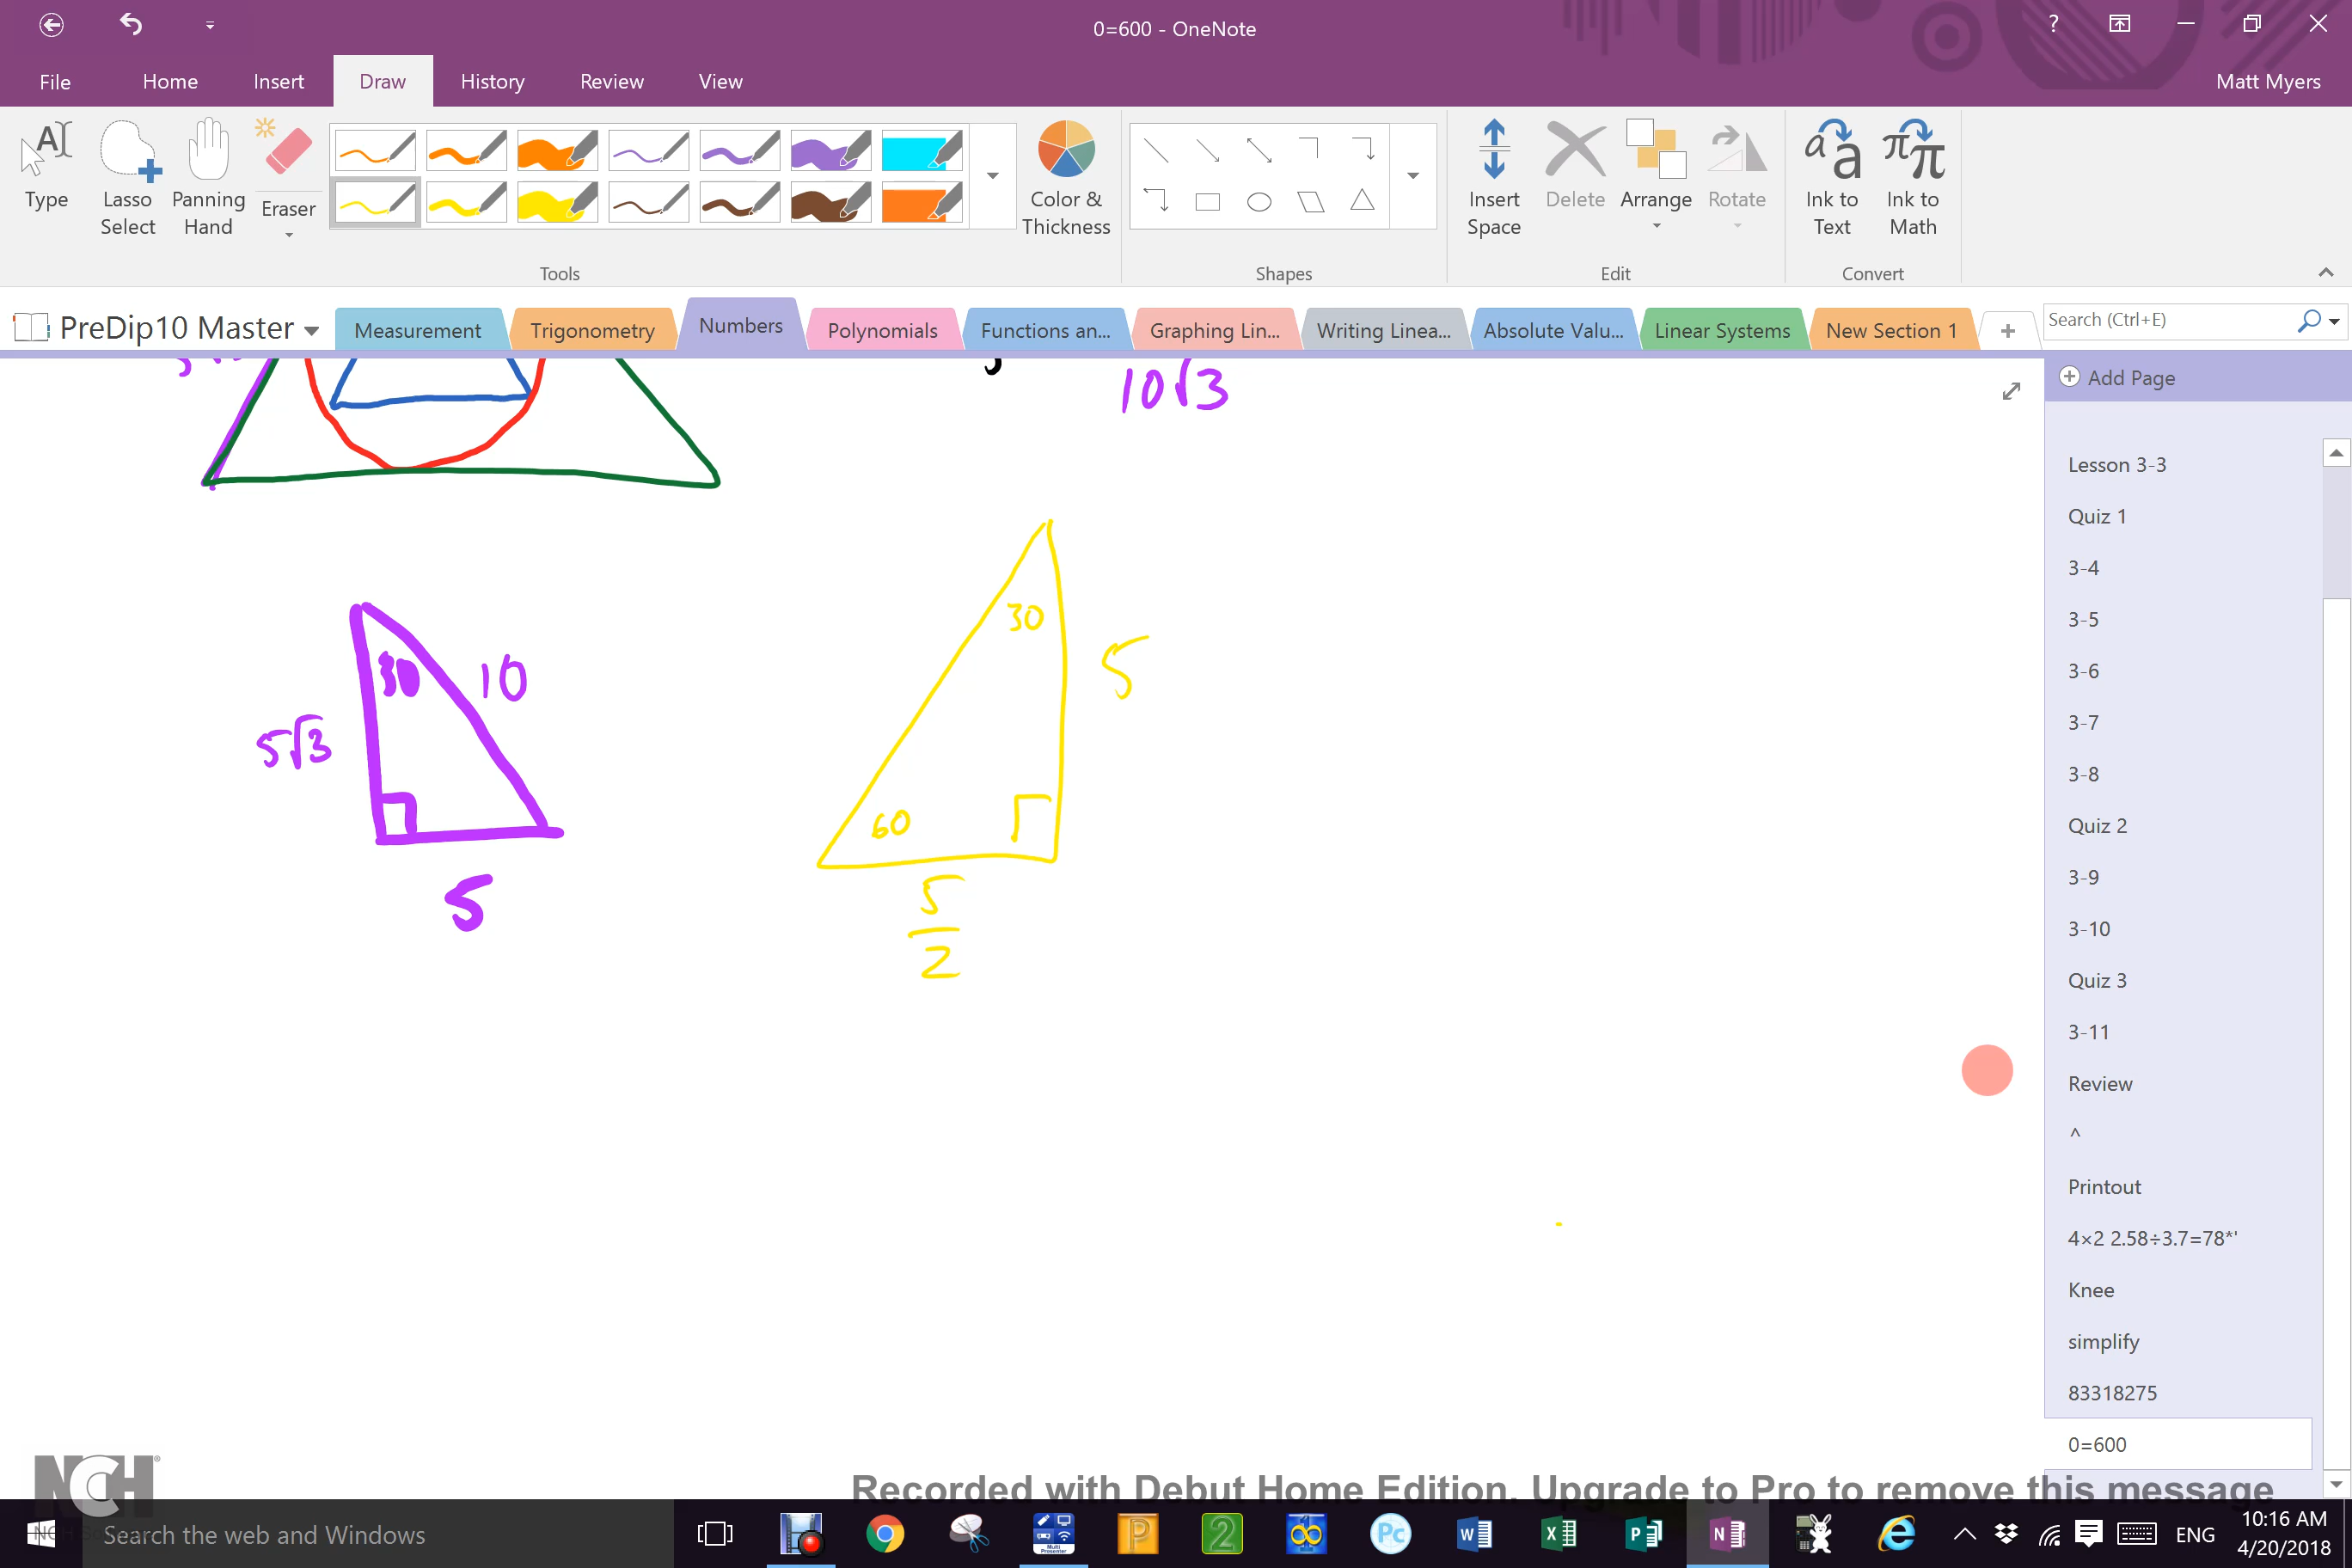 0=600 - OneNote
?
File Home Insert Draw History Review View
Matt Myers
Type
Lasso Select
Panning Hand
Eraser
Color & Thickness
Insert Space
Delete
Arrange
Rotate
Ink to Text
Ink to Math
Tools
Shapes
Edit
Convert
PreDip10 Master
Measurement
Trigonometry
Numbers
Polynomials
Functions an...
Graphing Lin...
Writing Linea...
Absolute Valu...
Linear Systems
New Section 1
Search (Ctrl+E)
Add Page
10√3
30
5
30
10
5√3
60
5
5
2
Lesson 3-3
Quiz 1
3-4
3-5
3-6
3-7
3-8
Quiz 2
3-9
3-10
Quiz 3
3-11
Review
^
Printout
4×2 2.58÷3.7=78*'
Knee
simplify
83318275
0=600
NCH
Recorded with Debut Home Edition. Upgrade to Pro to remove this message
Search the web and Windows
ENG
10:16 AM
4/20/2018